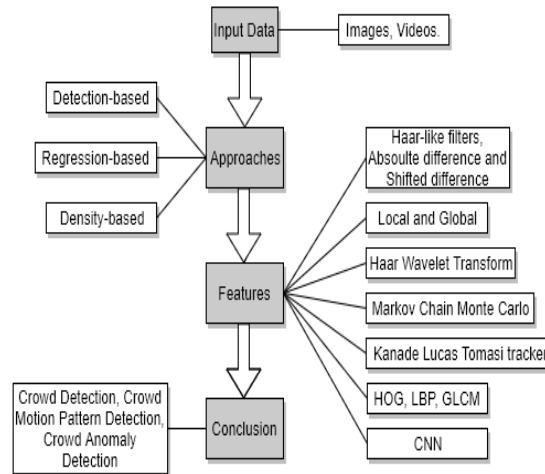 Input Data
Images, Videos.
Detection-based
Regression-based
Density-based
Approaches
Haar-like filters,
Absoulte difference and
Shifted difference
Local and Global
Haar Wavelet Transform
Features
Markov Chain Monte Carlo
Kanade Lucas Tomasi tracker
HOG, LBP, GLCM
CNN
Crowd Detection, Crowd
Motion Pattern Detection,
Crowd Anomaly
Detection
Conclusion